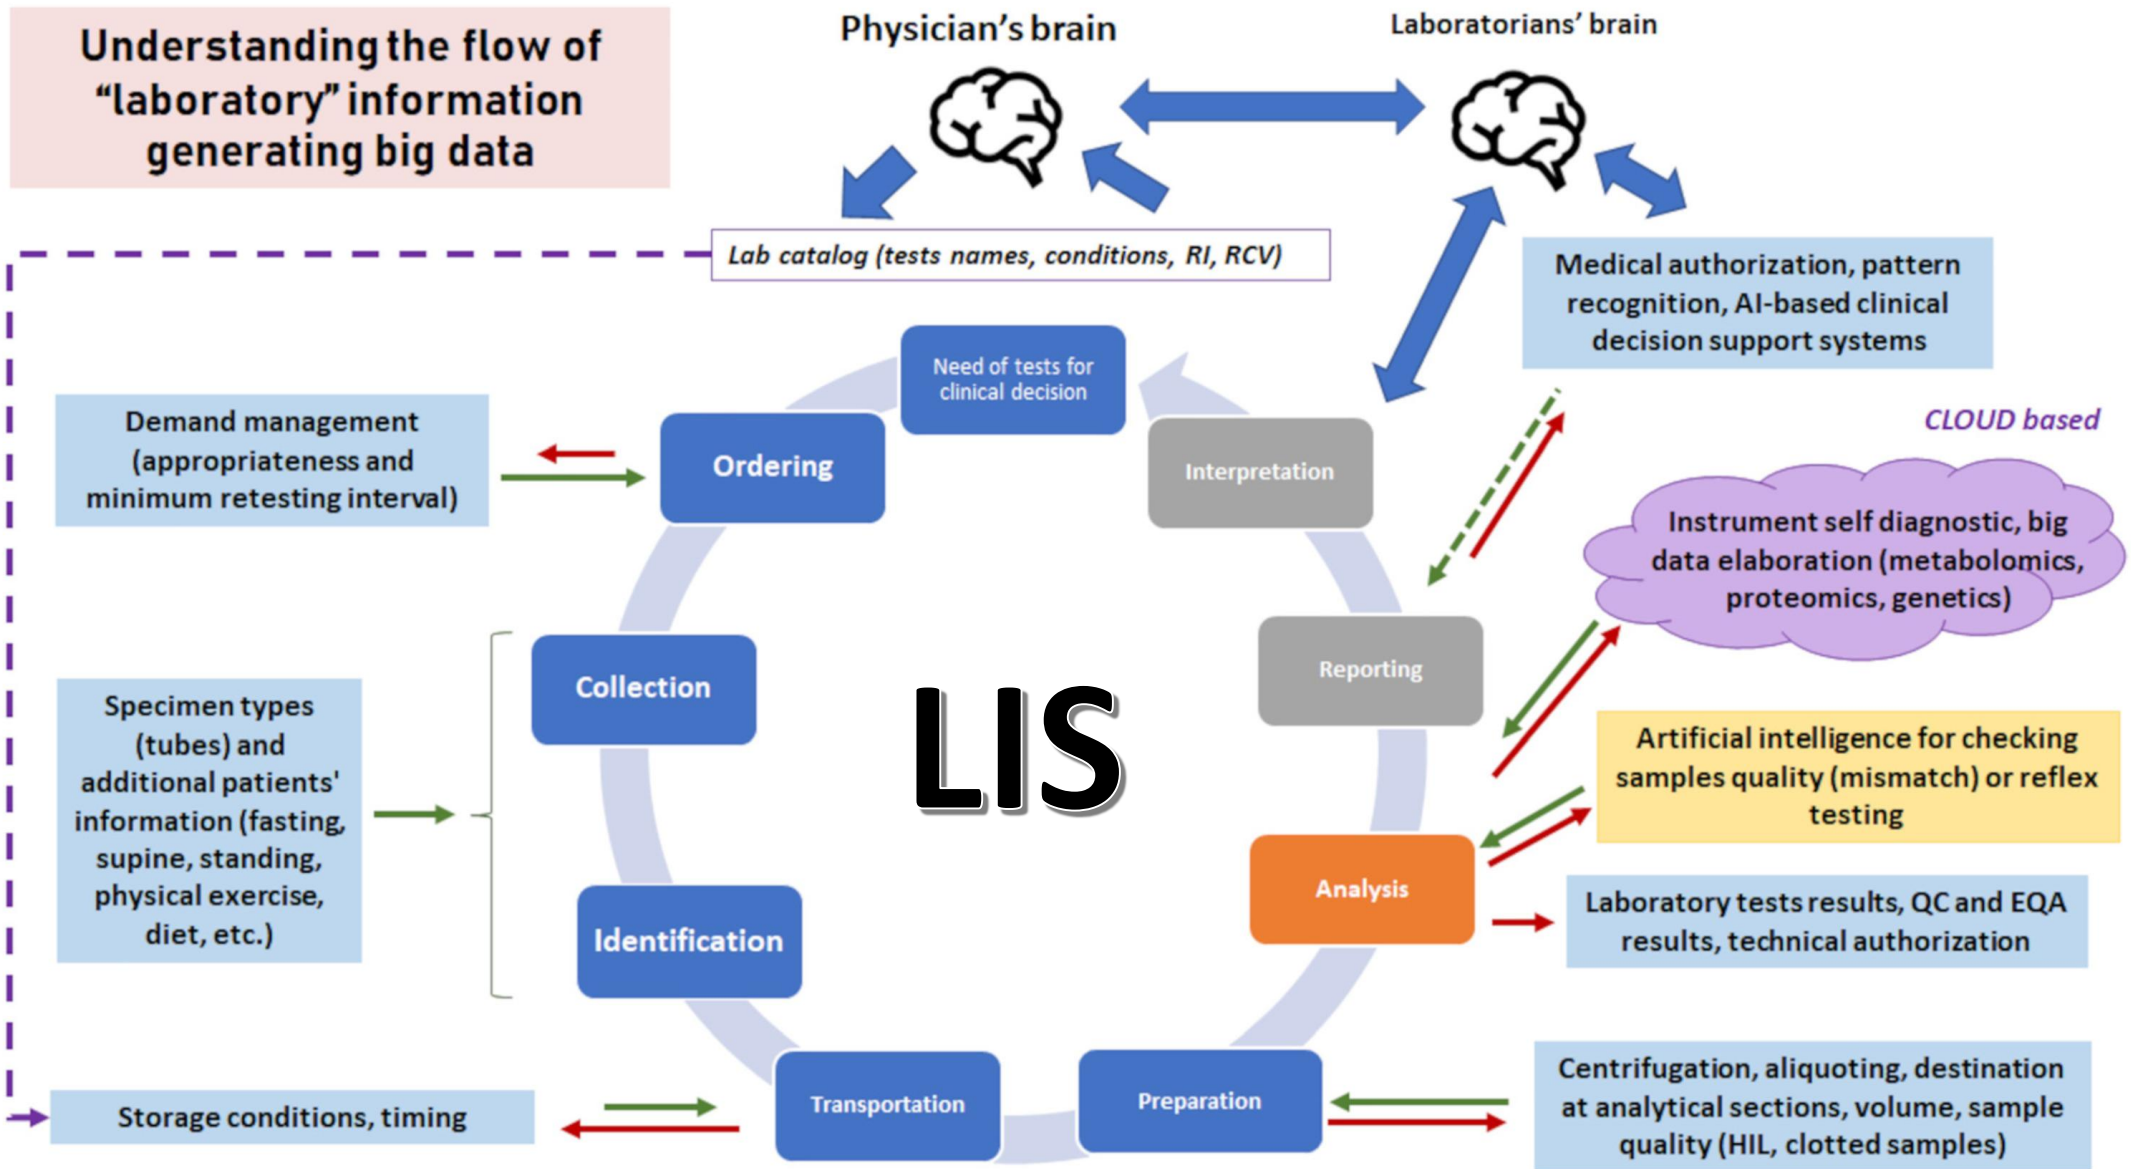 Understanding the flow of
“laboratory” information
generating big data
Physician's brain
Laboratorians’ brain
Lab catalog (tests names, conditions, RI, RCV)
Medical authorization, pattern
recognition, AI-based clinical
decision support systems
Need of tests for
clinical decision
Demand management
(appropriateness and
minimum retesting interval)
Ordering
Interpretation
CLOUD based
Instrument self diagnostic, big
data elaboration (metabolomics,
proteomics, genetics)
Specimen types
(tubes) and
additional patients'
information (fasting,
supine, standing,
physical exercise,
diet, etc.)
Collection
Reporting
LIS
Artificial intelligence for checking
samples quality (mismatch) or reflex
testing
Identification
Analysis
Laboratory tests results, QC and EQA
results, technical authorization
Storage conditions, timing
Transportation
Preparation
Centrifugation, aliquoting, destination
at analytical sections, volume, sample
quality (HIL, clotted samples)